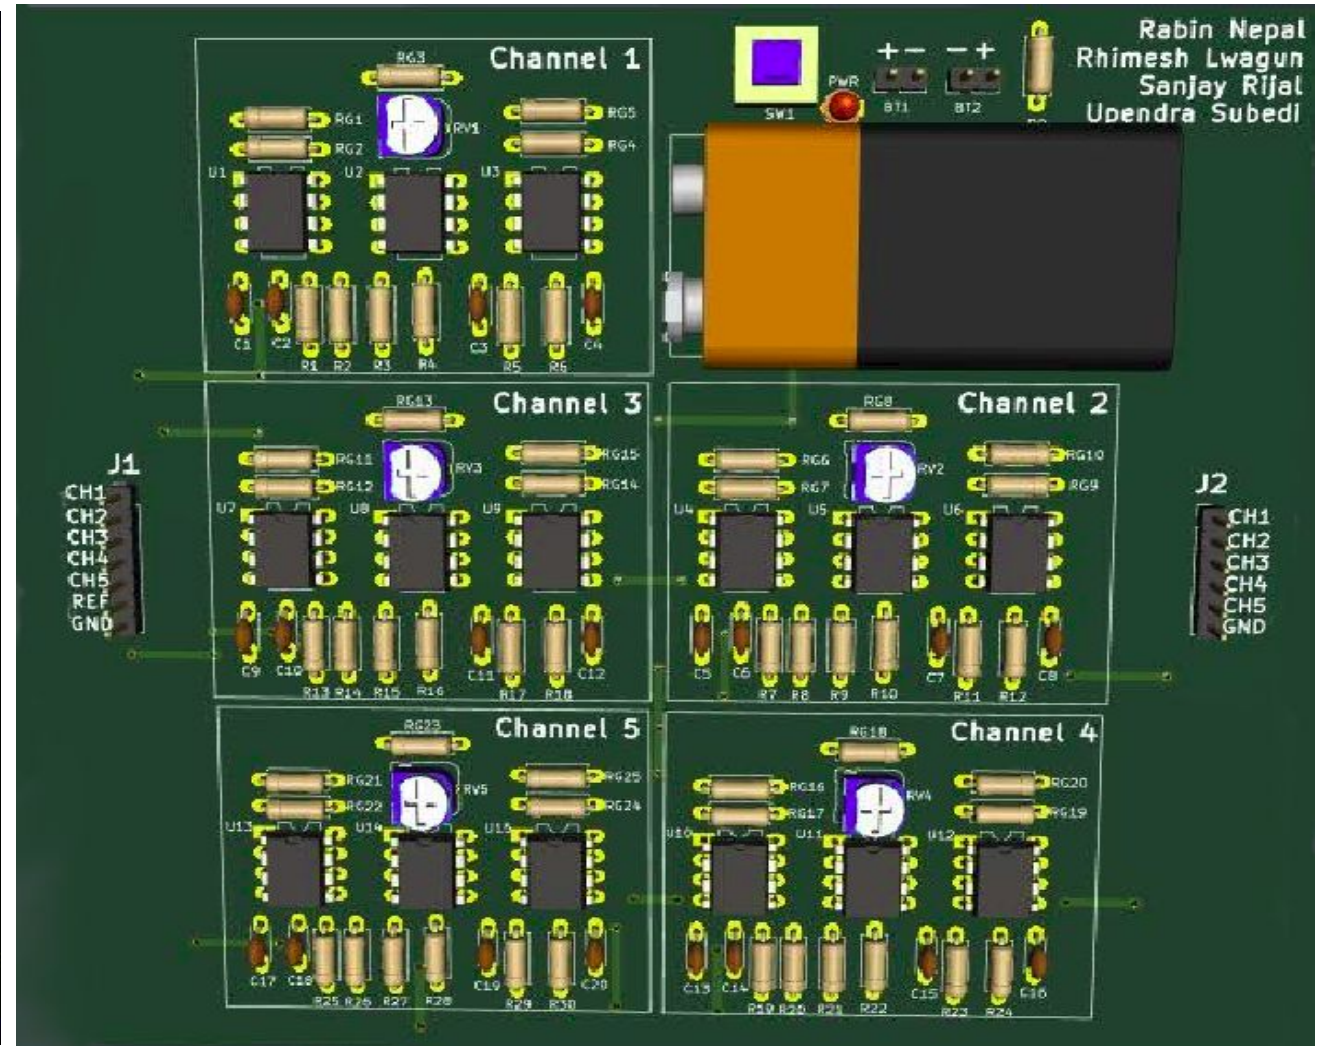 Rabin Nepal
Rhimesh Lwagun
Sanjay Rijal
Upendra Subedi
+ - - +
PWR
SW1 BT1 BT2
Channel 1
RG3
RG1 RV1 RG5
RG2 RG4
U1 U2 U3
C1 C2 C3 C4
R1 R2 R3 R4 R5 R6
Channel 3
RG13
RG11 RV3 RG15
RG12 RG14
U7 U8 U9
C9 C10 C11 C12
R13 R14 R15 R16 R17 R18
Channel 2
RG8
RG6 RV2 RG10
RG7 RG9
U4 U5 U6
C5 C6 C7 C8
R7 R8 R9 R10 R11 R12
J1
CH1
CH2
CH3
CH4
CH5
REF
GND
J2
CH1
CH2
CH3
CH4
CH5
GND
Channel 5
RG23
RG21 RV5 RG25
RG22 RG24
U13 U14 U15
C17 C18 C19 C20
R25 R26 R27 R28 R29 R30
Channel 4
RG18
RG16 RV4 RG20
RG17 RG19
U10 U11 U12
C13 C14 C15 C16
R20 R21 R22 R23 R24